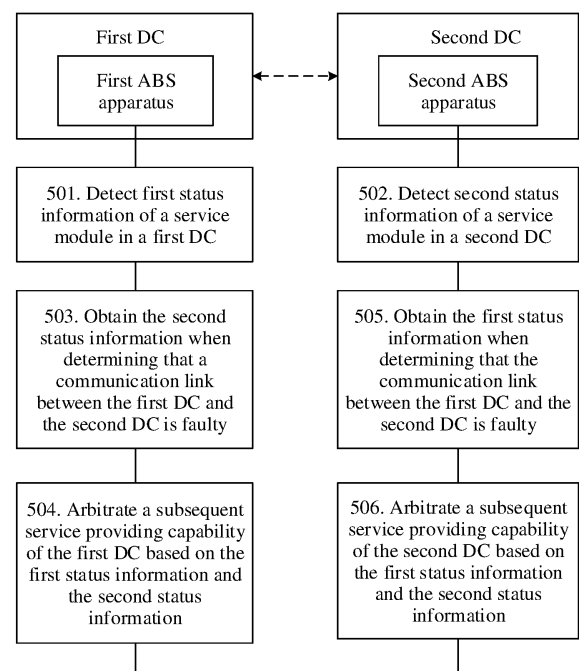 First DC
First ABS
apparatus
Second DC
Second ABS
apparatus
501. Detect first status
information of a service
module in a first DC
502. Detect second status
information of a service
module in a second DC
503. Obtain the second
status information when
determining that a
communication link
between the first DC and
the second DC is faulty
505. Obtain the first status
information when
determining that the
communication link
between the first DC and the
second DC is faulty
504. Arbitrate a subsequent
service providing capability
of the first DC based on the
first status information and
the second status
information
506. Arbitrate a subsequent
service providing capability
of the second DC based on
the first status information
and the second status
information